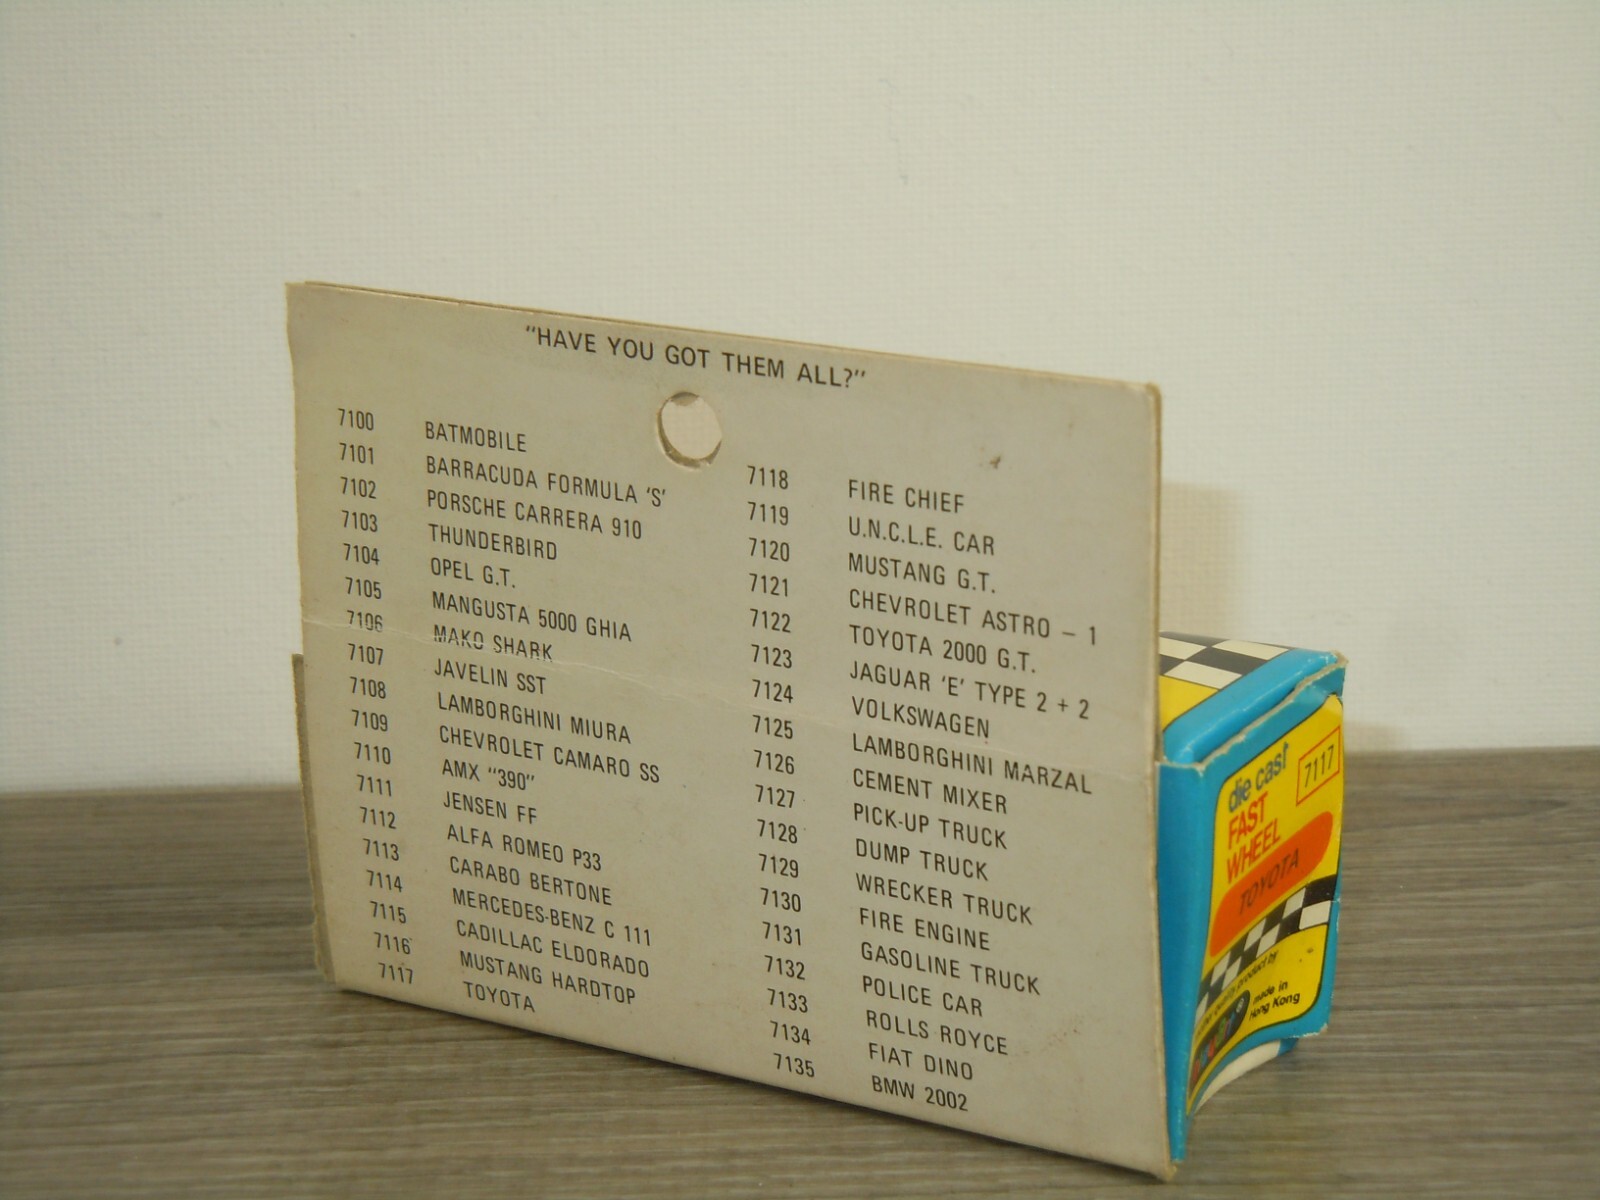 "HAVE YOU GOT THEM ALL?"
7100 BATMOBILE
7101 BARRACUDA FORMULA 'S'
7102 PORSCHE CARRERA 910
7103 THUNDERBIRD
7104 OPEL G.T.
7105 MANGUSTA 5000 GHIA
7106 MAKO SHARK
7107 JAVELIN SST
7108 LAMBORGHINI MIURA
7109 CHEVROLET CAMARO SS
7110 AMX "390"
7111 JENSEN FF
7112 ALFA ROMEO P33
7113 CARABO BERTONE
7114 MERCEDES-BENZ C 111
7115 CADILLAC ELDORADO
7116 MUSTANG HARDTOP
7117 TOYOTA
7118 FIRE CHIEF
7119 U.N.C.L.E. CAR
7120 MUSTANG G.T.
7121 CHEVROLET ASTRO – 1
7122 TOYOTA 2000 G.T.
7123 JAGUAR 'E' TYPE 2 + 2
7124 VOLKSWAGEN
7125 LAMBORGHINI MARZAL
7126 CEMENT MIXER
7127 PICK-UP TRUCK
7128 DUMP TRUCK
7129 WRECKER TRUCK
7130 FIRE ENGINE
7131 GASOLINE TRUCK
7132 POLICE CAR
7133 ROLLS ROYCE
7134 FIAT DINO
7135 BMW 2002
die cast
7117
FAST
WHEEL
TOYOTA
quality product by
made in
Hong Kong